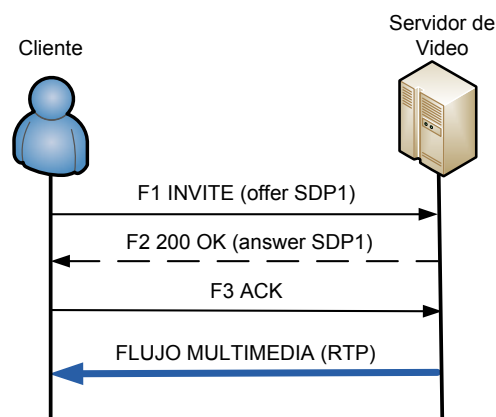 Cliente
Servidor de
Video
F1 INVITE (offer SDP1)
F2 200 OK (answer SDP1)
F3 ACK
FLUJO MULTIMEDIA (RTP)